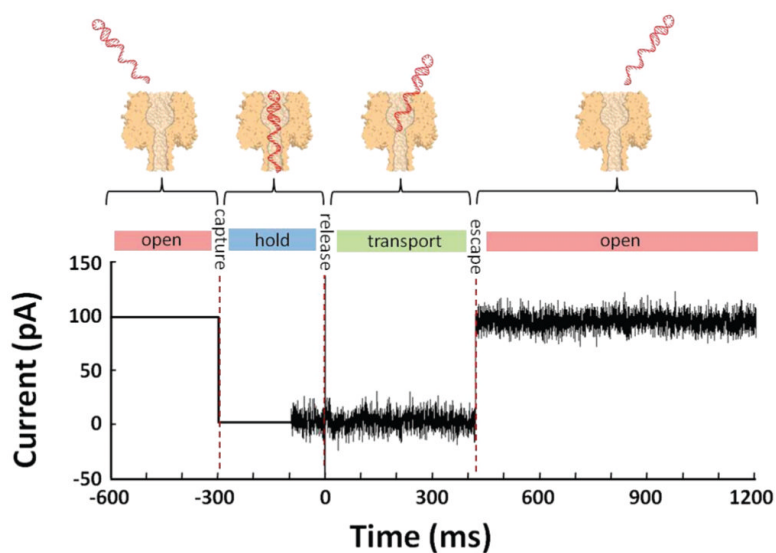 open
capture
hold
release
transport
escape
open
150
100
50
0
-50
Current (pA)
-600
-300
0
300
600
900
1200
Time (ms)